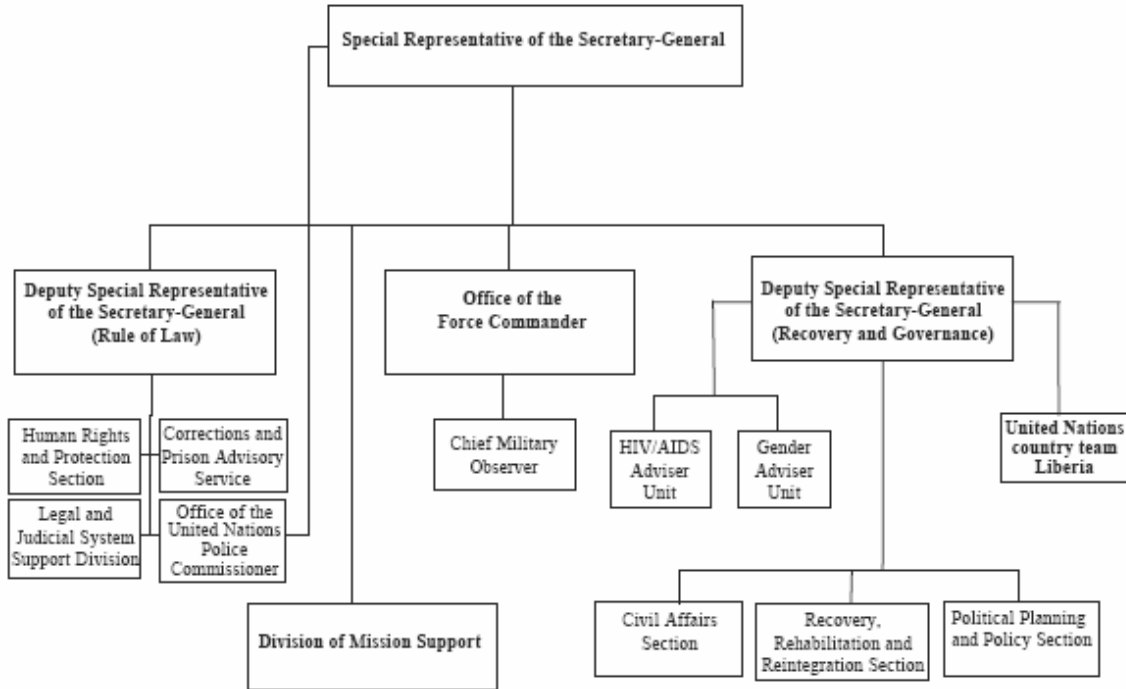 Special Representative of the Secretary-General
Deputy Special Representative
of the Secretary-General
(Rule of Law)
Office of the
Force Commander
Deputy Special Representative
of the Secretary-General
(Recovery and Governance)
Human Rights
and Protection
Section
Corrections and
Prison Advisory
Service
Legal and
Judicial System
Support Division
Office of the
United Nations
Police
Commissioner
Chief Military
Observer
HIV/AIDS
Adviser
Unit
Gender
Adviser
Unit
United Nations
country team
Liberia
Division of Mission Support
Civil Affairs
Section
Recovery,
Rehabilitation and
Reintegration Section
Political Planning
and Policy Section